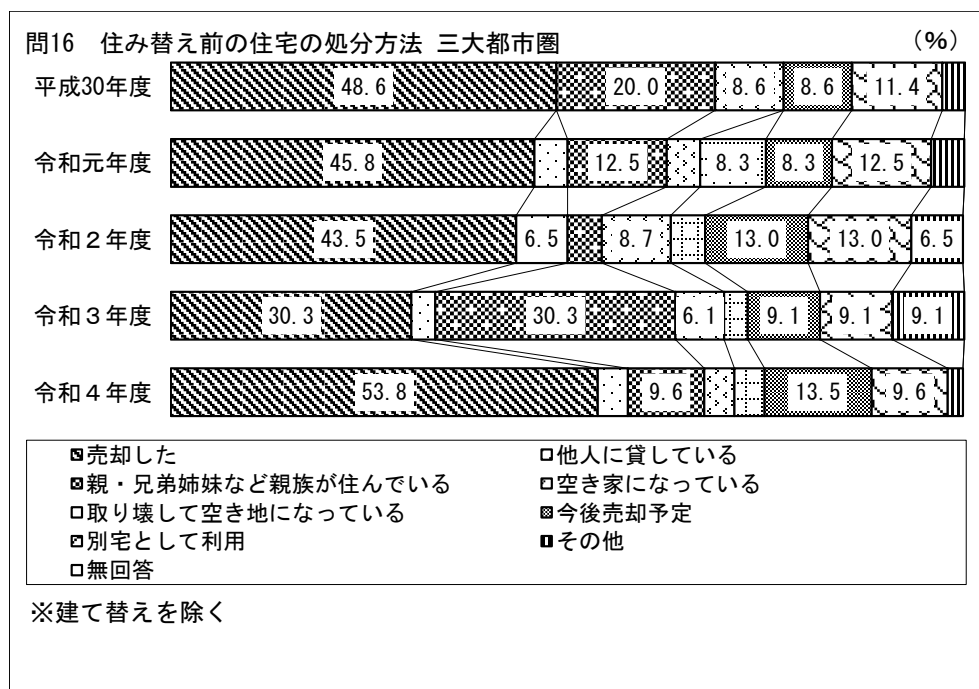 問16　住み替え前の住宅の処分方法 三大都市圏 (%)
平成30年度 48.6 20.0 8.6 8.6 11.4
令和元年度 45.8 12.5 8.3 8.3 12.5
令和２年度 43.5 6.5 8.7 13.0 13.0 6.5
令和３年度 30.3 30.3 6.1 9.1 9.1 9.1
令和４年度 53.8 9.6 13.5 9.6
売却した 他人に貸している
親・兄弟姉妹など親族が住んでいる 空き家になっている
取り壊して空き地になっている 今後売却予定
別宅として利用 その他
無回答
※建て替えを除く